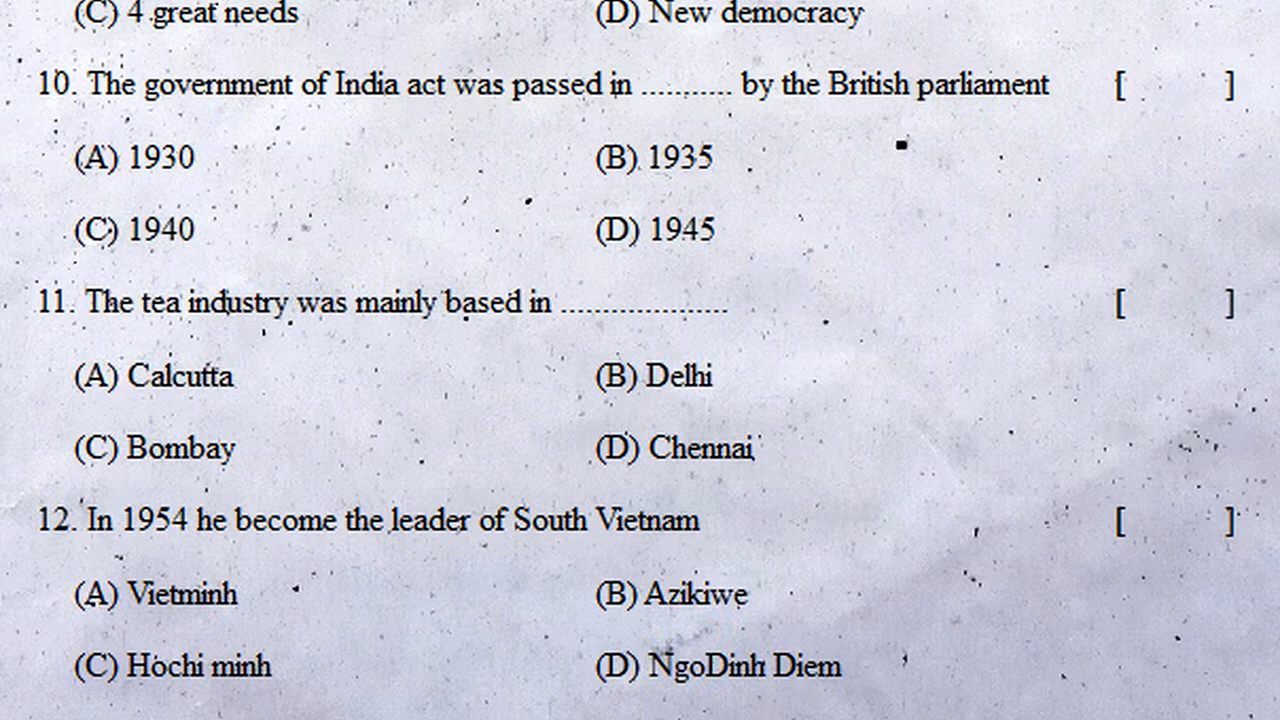 (C) 4 great needs (D) New democracy
10. The government of India act was passed in ........... by the British parliament [ ]
(A) 1930 (B) 1935
(C) 1940 (D) 1945
11. The tea industry was mainly based in .................... [ ]
(A) Calcutta (B) Delhi
(C) Bombay (D) Chennai
12. In 1954 he become the leader of South Vietnam [ ]
(A) Vietminh (B) Azikiwe
(C) Hochi minh (D) NgoDinh Diem